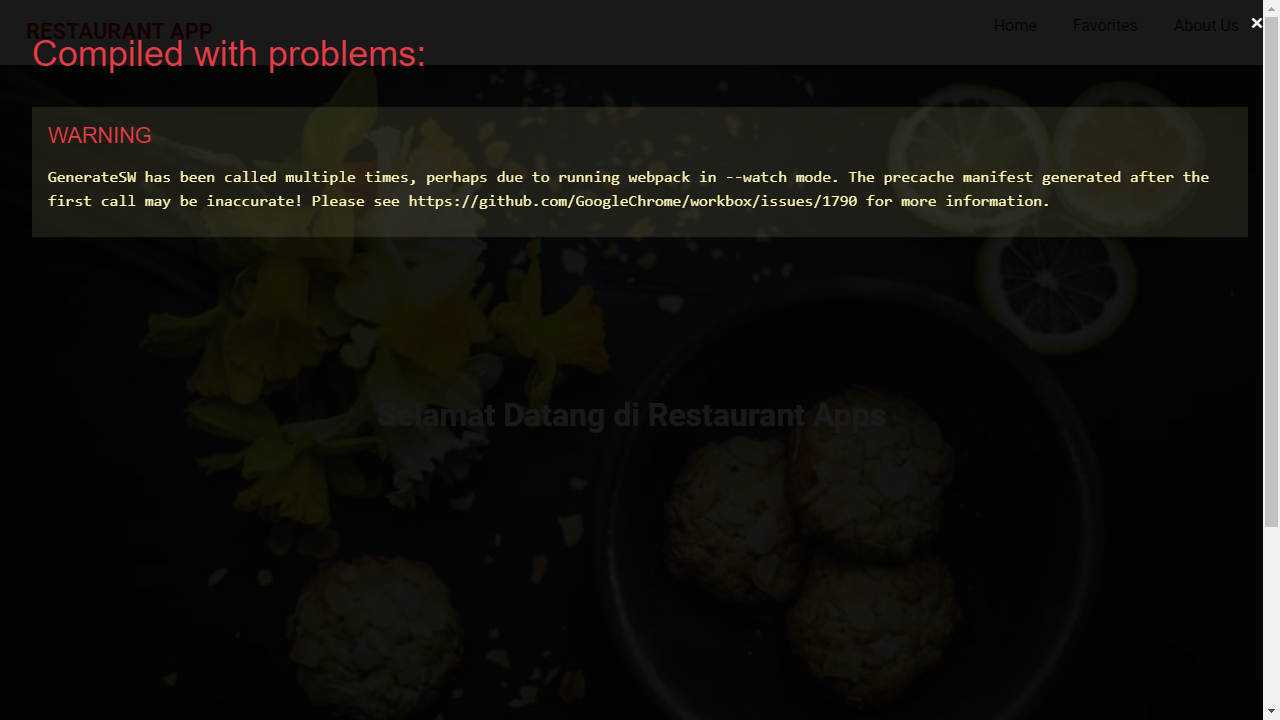 RESTAURANT APP
Home
Favorites
About Us
×
Compiled with problems:
WARNING
GenerateSW has been called multiple times, perhaps due to running webpack in --watch mode. The precache manifest generated after the
first call may be inaccurate! Please see https://github.com/GoogleChrome/workbox/issues/1790 for more information.
Selamat Datang di Restaurant Apps